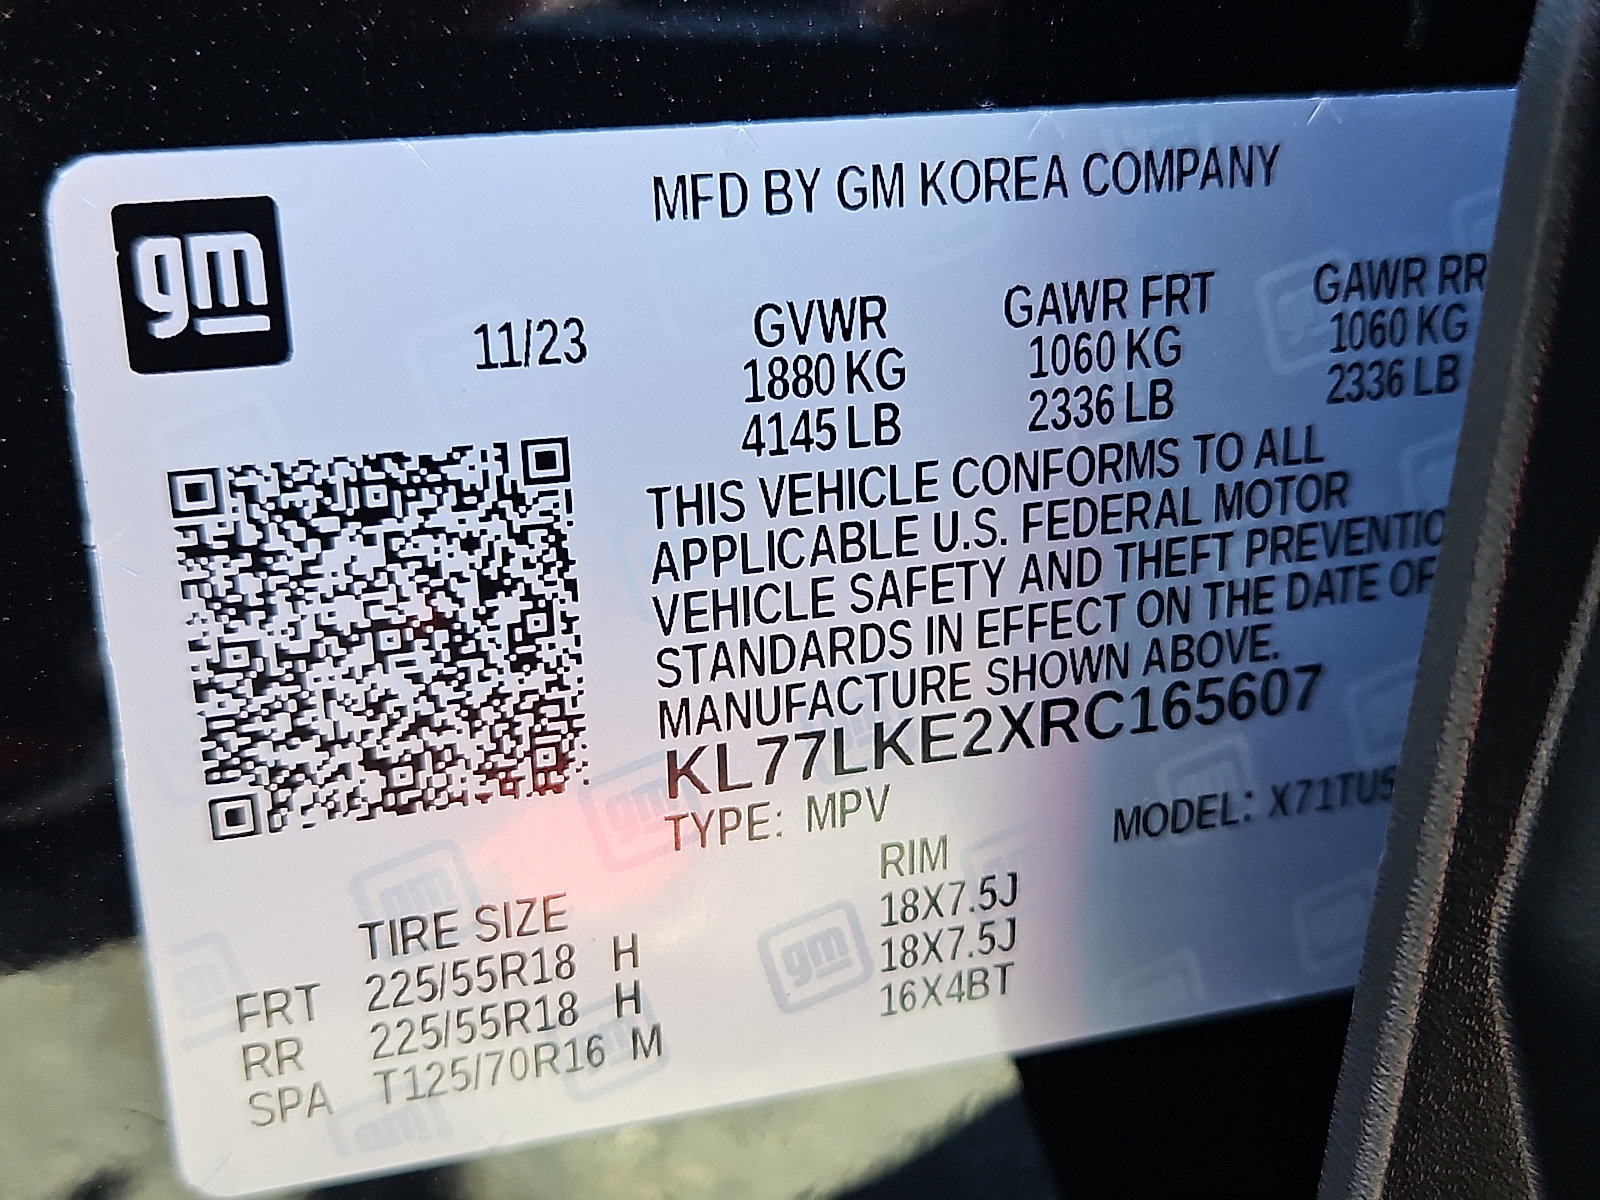 gm
MFD BY GM KOREA COMPANY
11/23
GVWR GAWR FRT GAWR RR
1880 KG 1060 KG 1060 KG
4145 LB 2336 LB 2336 LB
THIS VEHICLE CONFORMS TO ALL
APPLICABLE U.S. FEDERAL MOTOR
VEHICLE SAFETY AND THEFT PREVENTIO
STANDARDS IN EFFECT ON THE DATE OF
MANUFACTURE SHOWN ABOVE.
KL77LKE2XRC165607
TYPE: MPV MODEL: X71TU5
TIRE SIZE RIM
FRT 225/55R18 H 18X7.5J
RR 225/55R18 H 18X7.5J
SPA T125/70R16 M 16X4BT